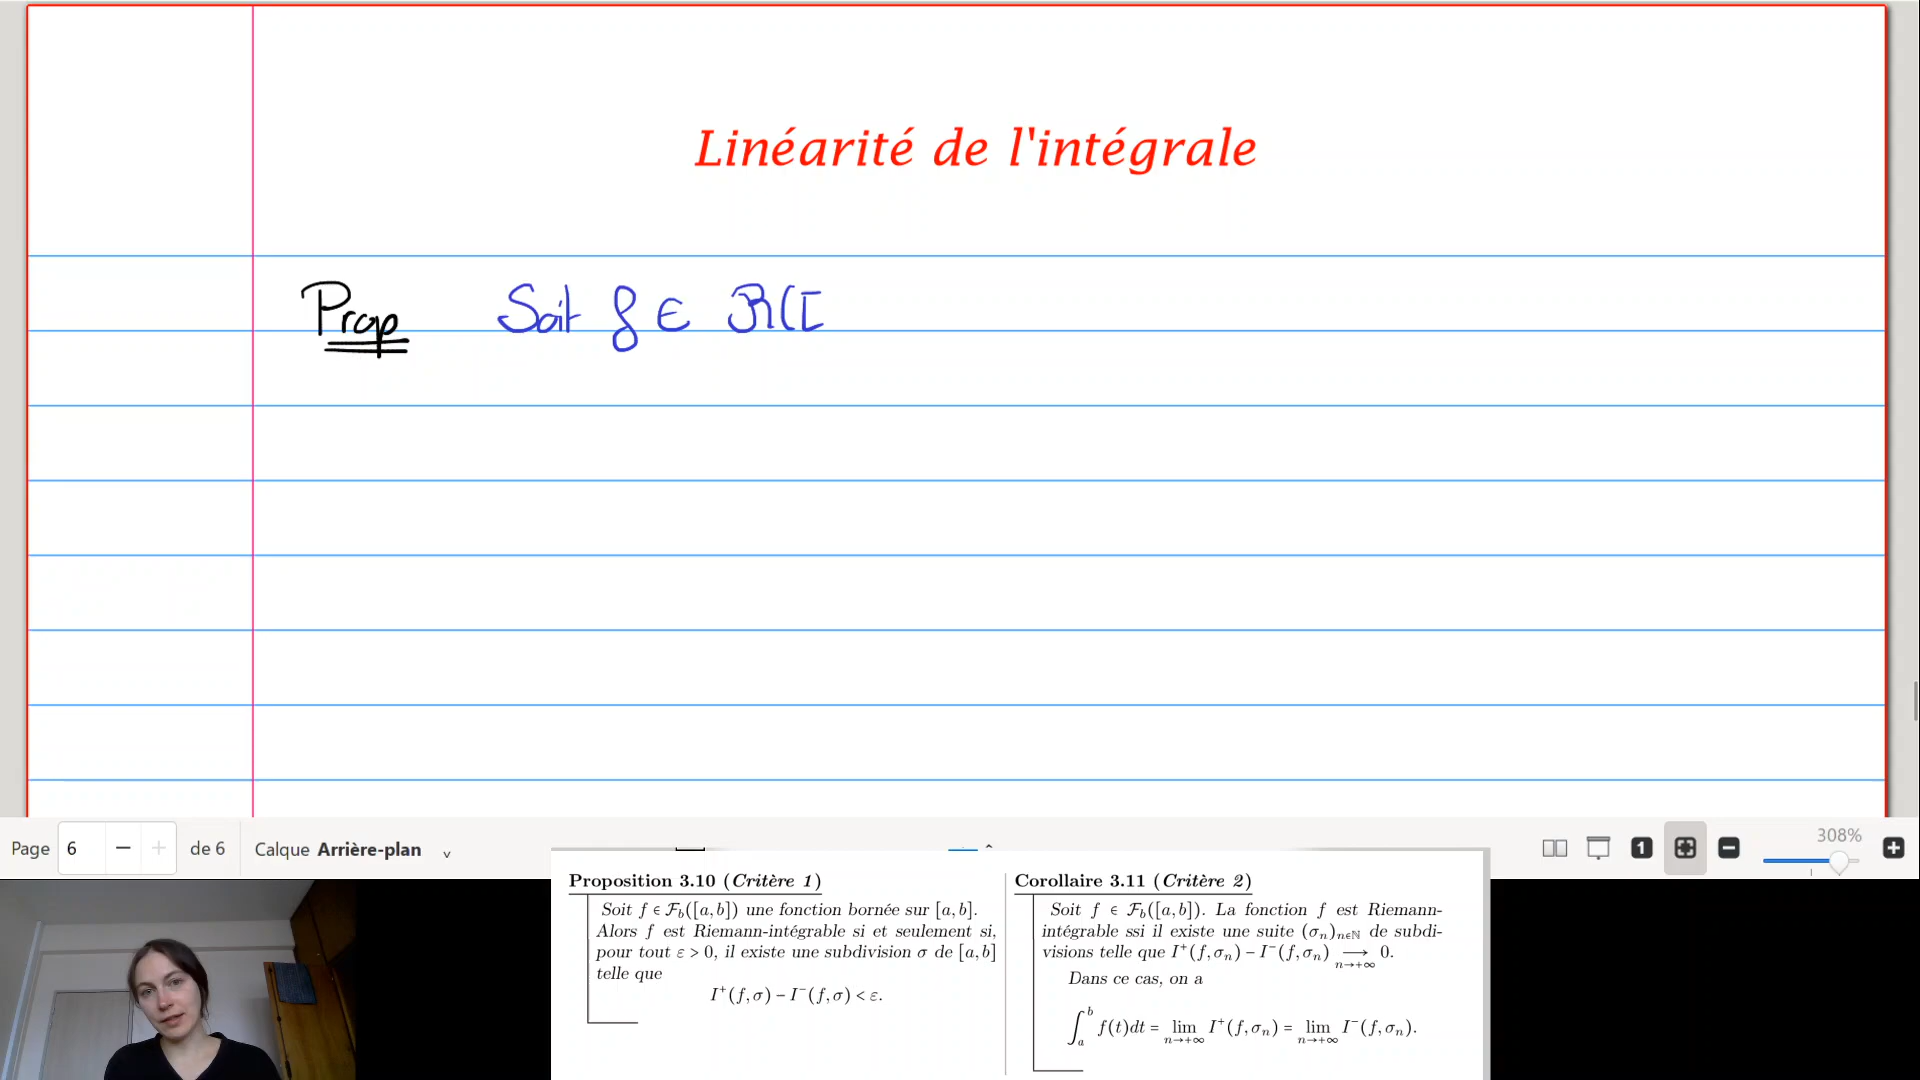 Linéarité de l'intégrale
Prop Soit f ∈ R([
Page 6 de 6 Calque Arrière-plan 1 308%
Proposition 3.10 (Critère 1)
Soit f ∈ F_b([a,b]) une fonction bornée sur [a,b].
Alors f est Riemann-intégrable si et seulement si,
pour tout ε > 0, il existe une subdivision σ de [a,b]
telle que
I⁺(f,σ) − I⁻(f,σ) < ε.
Corollaire 3.11 (Critère 2)
Soit f ∈ F_b([a,b]). La fonction f est Riemann-
intégrable ssi il existe une suite (σ_n)_{n∈ℕ} de subdi-
visions telle que I⁺(f,σ_n) − I⁻(f,σ_n) ⟶_{n→+∞} 0.
Dans ce cas, on a
∫_a^b f(t)dt = lim_{n→+∞} I⁺(f,σ_n) = lim_{n→+∞} I⁻(f,σ_n).